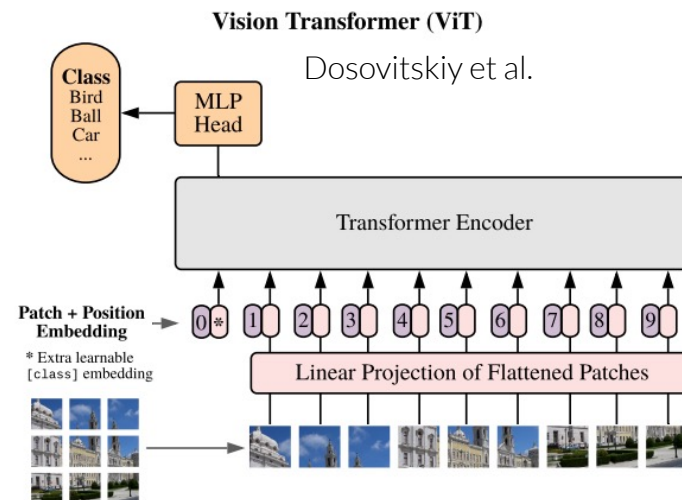 Vision Transformer (ViT)
Dosovitskiy et al.
Class
Bird
Ball
Car
...
MLP
Head
Transformer Encoder
Patch + Position
Embedding
0 * 1 2 3 4 5 6 7 8 9
* Extra learnable
[class] embedding
Linear Projection of Flattened Patches